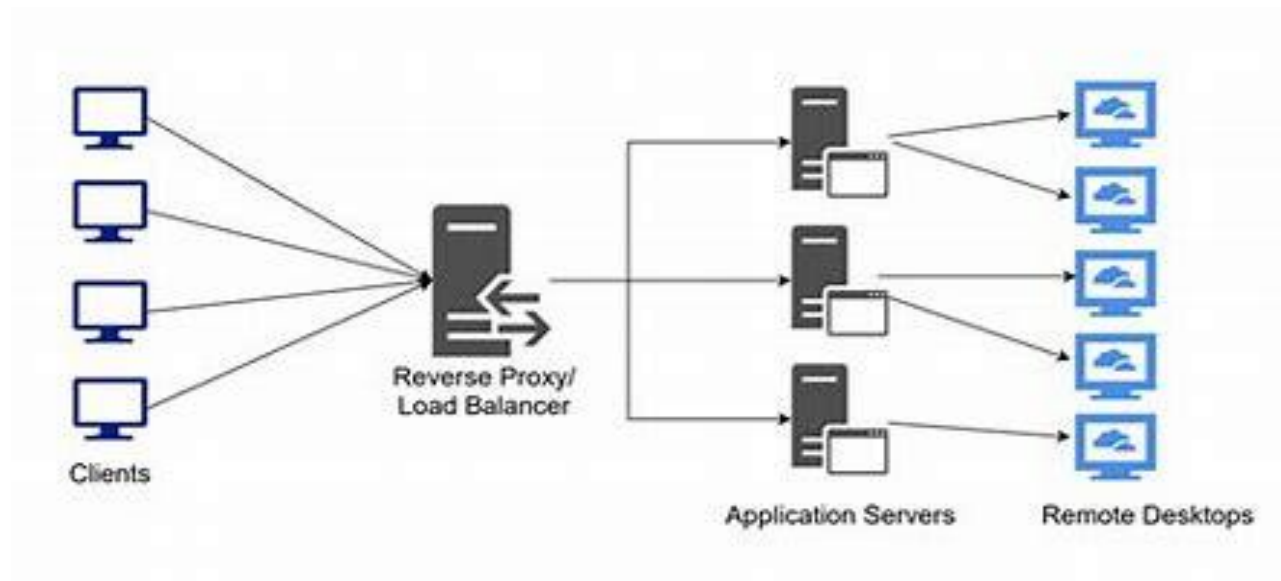 Reverse Proxy/
Load Balancer
Clients
Application Servers
Remote Desktops